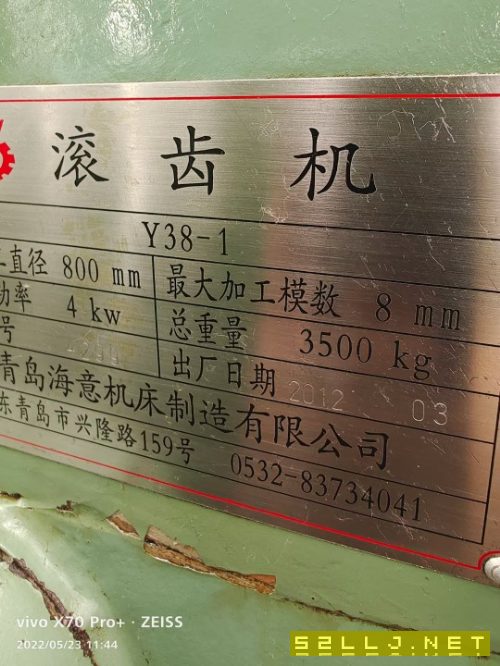 滚齿机
Y38-1
工直径 800 mm 最大加工模数 8 mm
功率 4 kw 总重量 3500 kg
号 出厂日期 2012 03
青岛海意机床制造有限公司
东青岛市兴隆路159号 0532-83734041
vivo X70 Pro+ · ZEISS
2022/05/23 11:44
52LLJ.NET